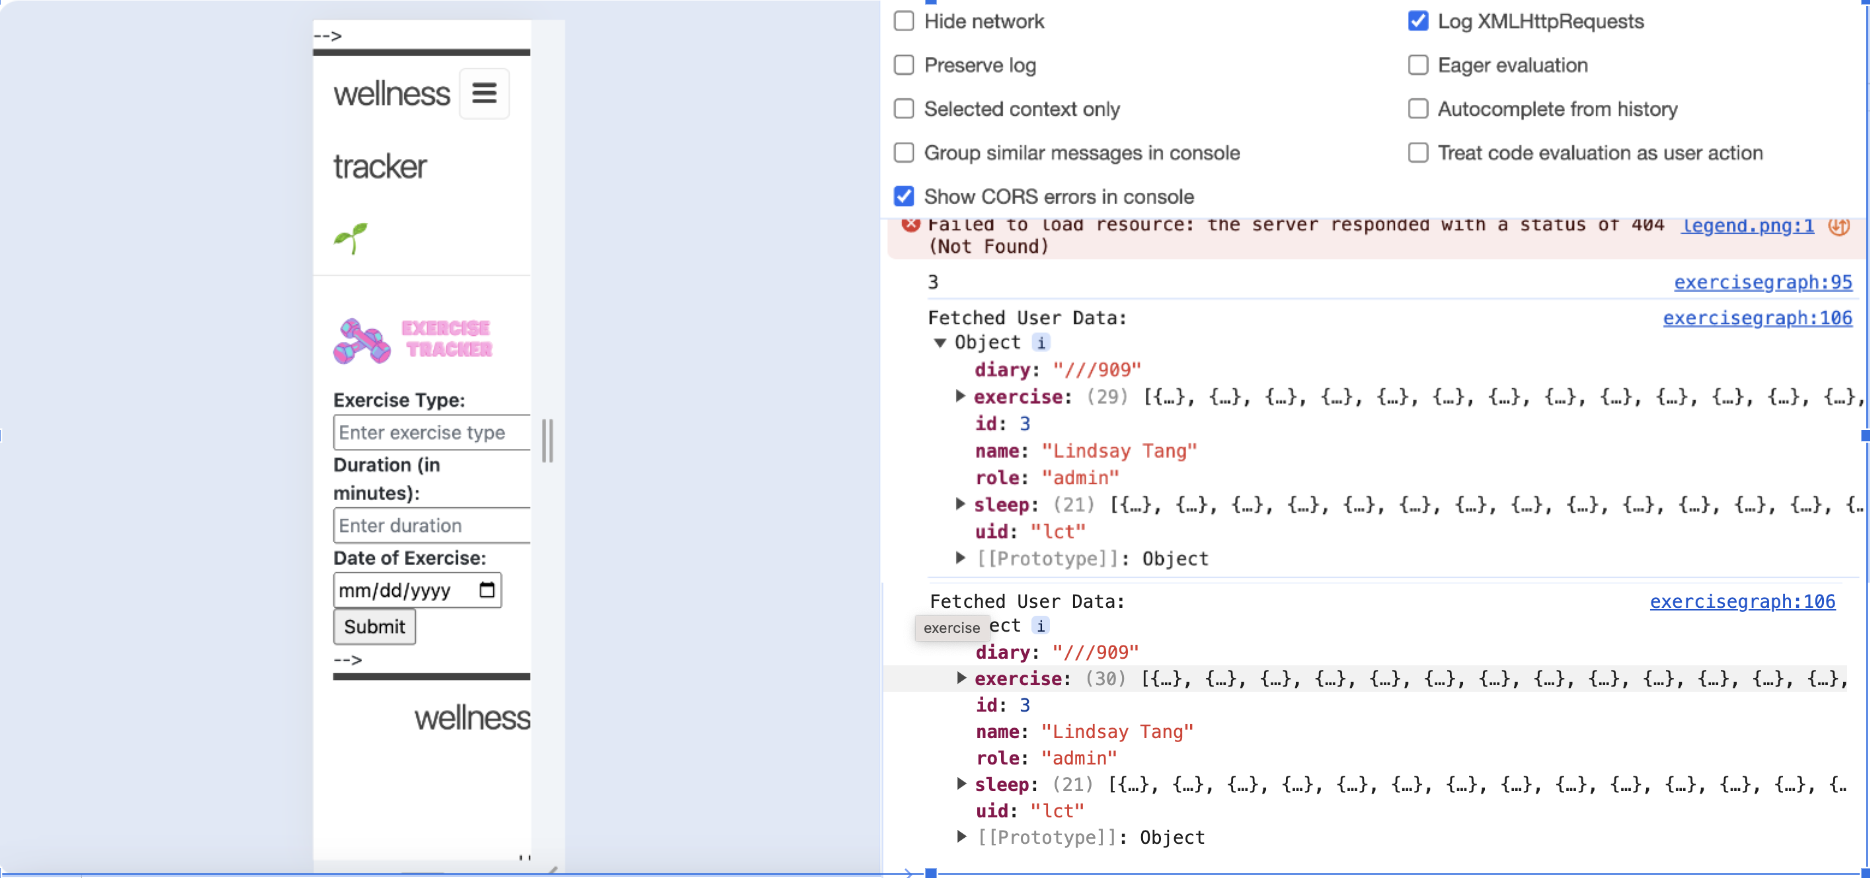 -->
wellness
tracker
EXERCISE
TRACKER
Exercise Type:
Enter exercise type
Duration (in
minutes):
Enter duration
Date of Exercise:
mm/dd/yyyy
Submit
-->
wellness
Hide network
Log XMLHttpRequests
Preserve log
Eager evaluation
Selected context only
Autocomplete from history
Group similar messages in console
Treat code evaluation as user action
Show CORS errors in console
Failed to load resource: the server responded with a status of 404 legend.png:1
(Not Found)
3 exercisegraph:95
Fetched User Data: exercisegraph:106
Object i
diary: "///909"
exercise: (29) [{…}, {…}, {…}, {…}, {…}, {…}, {…}, {…}, {…}, {…}, {…}, {…}, {…},
id: 3
name: "Lindsay Tang"
role: "admin"
sleep: (21) [{…}, {…}, {…}, {…}, {…}, {…}, {…}, {…}, {…}, {…}, {…}, {…}, {…}, {…
uid: "lct"
[[Prototype]]: Object
Fetched User Data: exercisegraph:106
exercise ect i
diary: "///909"
exercise: (30) [{…}, {…}, {…}, {…}, {…}, {…}, {…}, {…}, {…}, {…}, {…}, {…}, {…},
id: 3
name: "Lindsay Tang"
role: "admin"
sleep: (21) [{…}, {…}, {…}, {…}, {…}, {…}, {…}, {…}, {…}, {…}, {…}, {…}, {…}, {…
uid: "lct"
[[Prototype]]: Object